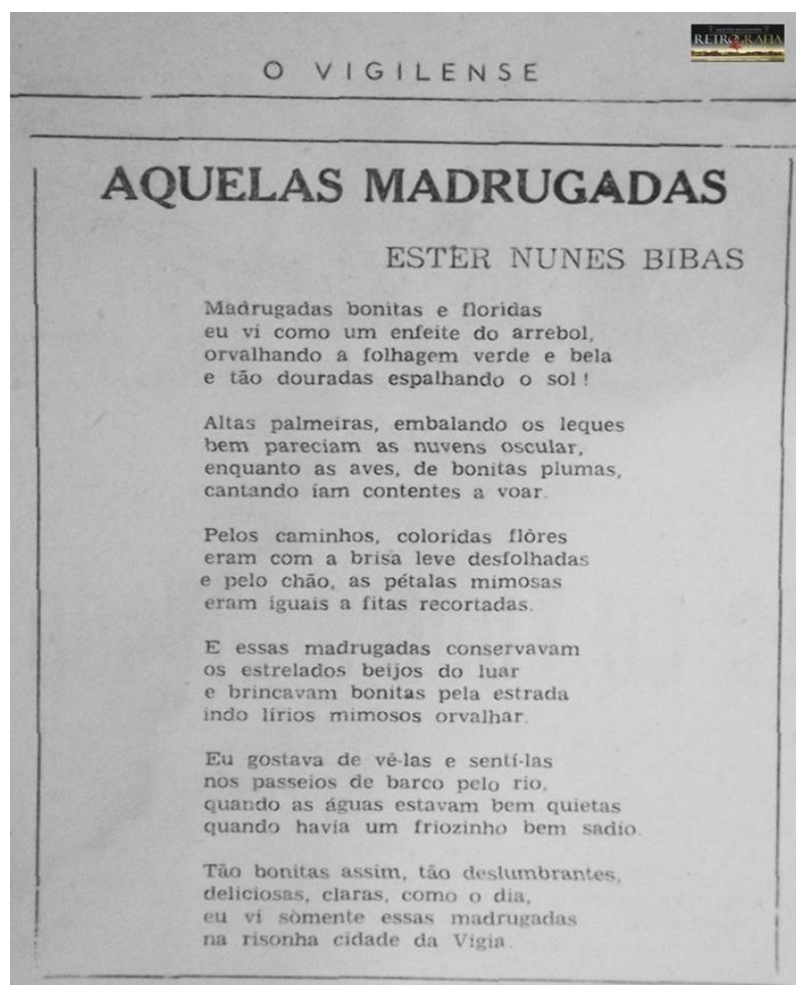 RETROGRAFIA
O VIGILENSE
AQUELAS MADRUGADAS
ESTER NUNES BIBAS
Madrugadas bonitas e floridas
eu vi como um enfeite do arrebol,
orvalhando a folhagem verde e bela
e tão douradas espalhando o sol !
Altas palmeiras, embalando os leques
bem pareciam as nuvens oscular,
enquanto as aves, de bonitas plumas,
cantando iam contentes a voar.
Pelos caminhos, coloridas flôres
eram com a brisa leve desfolhadas
e pelo chão, as pétalas mimosas
eram iguais a fitas recortadas.
E essas madrugadas conservavam
os estrelados beijos do luar
e brincavam bonitas pela estrada
indo lírios mimosos orvalhar.
Eu gostava de vê-las e sentí-las
nos passeios de barco pelo rio,
quando as águas estavam bem quietas
quando havia um friozinho bem sadio.
Tão bonitas assim, tão deslumbrantes,
deliciosas, claras, como o dia,
eu vi sòmente essas madrugadas
na risonha cidade da Vigia.